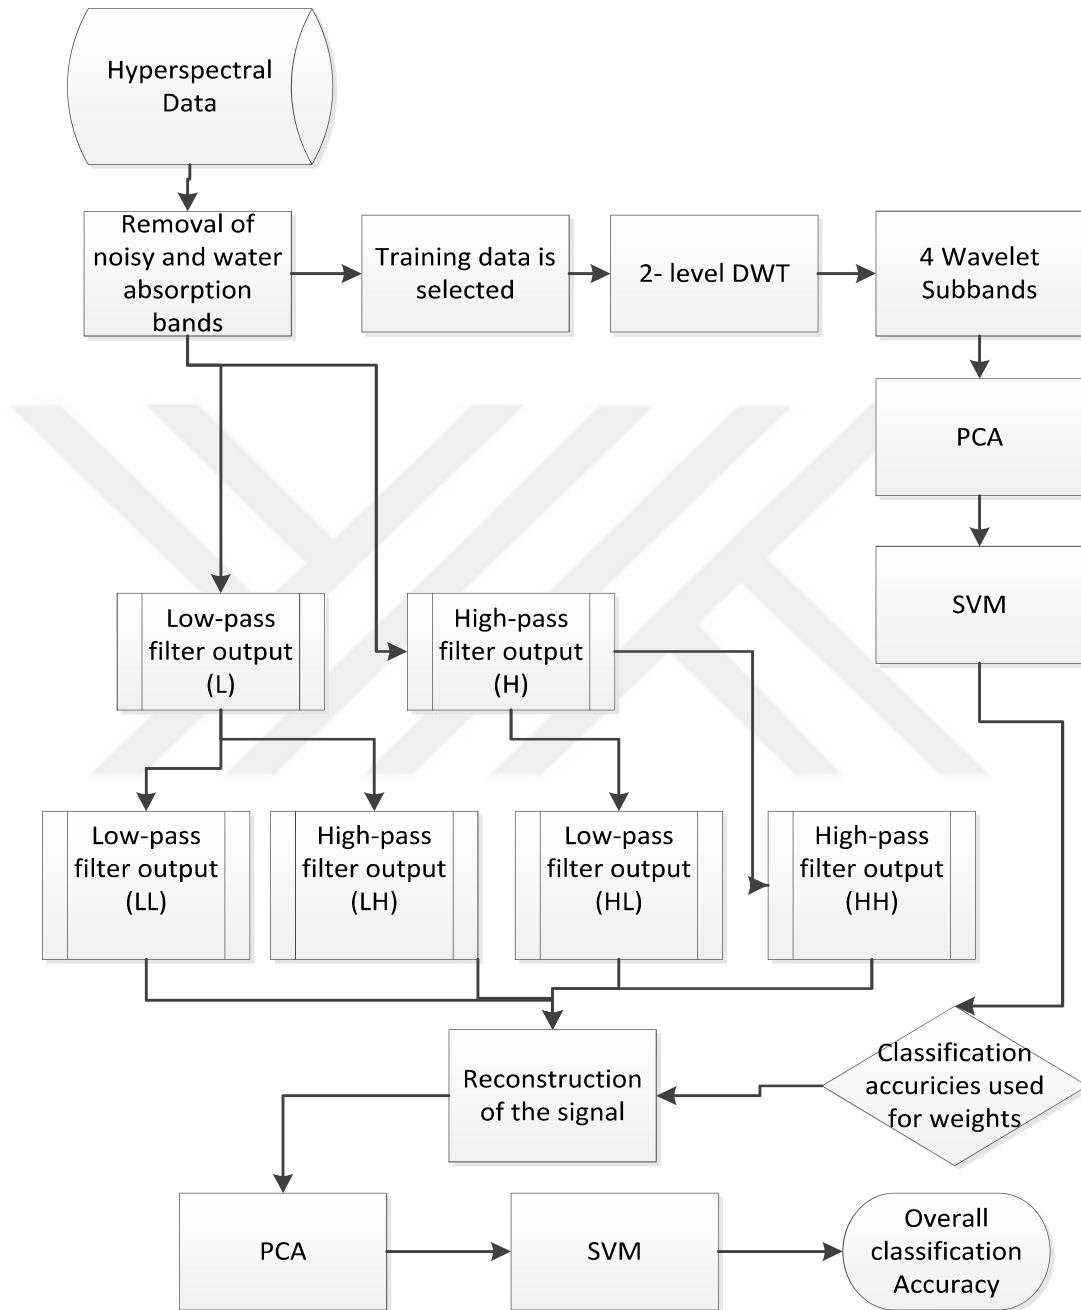 Hyperspectral
Data
Removal of
noisy and water
absorption
bands
Training data is
selected
2- level DWT
4 Wavelet
Subbands
PCA
SVM
Low-pass
filter output
(L)
High-pass
filter output
(H)
Low-pass
filter output
(LL)
High-pass
filter output
(LH)
Low-pass
filter output
(HL)
High-pass
filter output
(HH)
Classification
accuricies used
for weights
Reconstruction
of the signal
PCA
SVM
Overall
classification
Accuracy